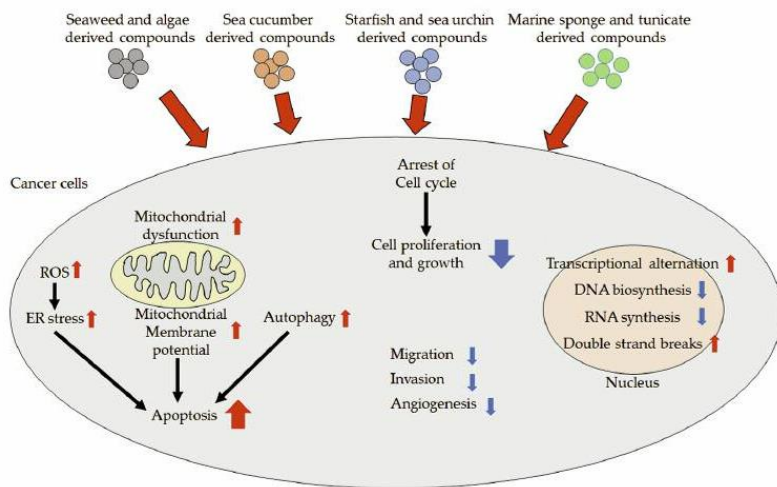 Seaweed and algae
derived compounds
Sea cucumber
derived compounds
Starfish and sea urchin
derived compounds
Marine sponge and tunicate
derived compounds
Cancer cells
Arrest of
Cell cycle
Cell proliferation
and growth
Mitochondrial
dysfunction
ROS
ER stress
Mitochondrial
Membrane
potential
Autophagy
Apoptosis
Migration
Invasion
Angiogenesis
Transcriptional alternation
DNA biosynthesis
RNA synthesis
Double strand breaks
Nucleus